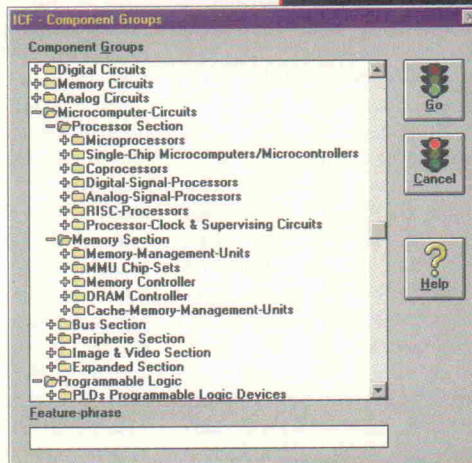 ICF - Component Groups
Component Groups
Digital Circuits
Memory Circuits
Analog Circuits
Microcomputer-Circuits
Processor Section
Microprocessors
Single-Chip Microcomputers/Microcontrollers
Coprocessors
Digital-Signal-Processors
Analog-Signal-Processors
RISC-Processors
Processor-Clock & Supervising Circuits
Memory Section
Memory-Management-Units
MMU Chip-Sets
Memory Controller
DRAM Controller
Cache-Memory-Management-Units
Bus Section
Peripherie Section
Image & Video Section
Expanded Section
Programmable Logic
PLDs Programmable Logic Devices
Feature-phrase
Go
Cancel
Help